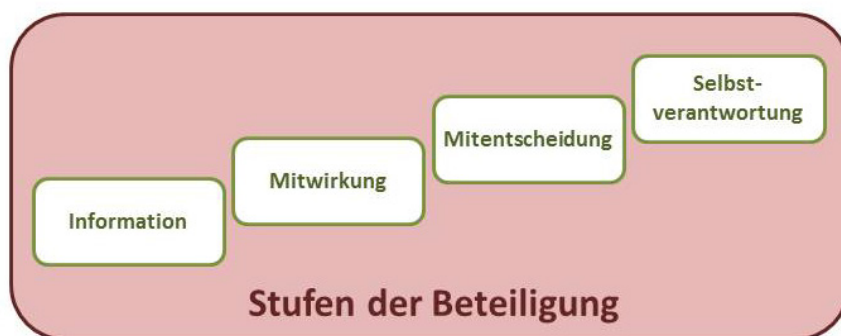 Information
Mitwirkung
Mitentscheidung
Selbst-
verantwortung
Stufen der Beteiligung